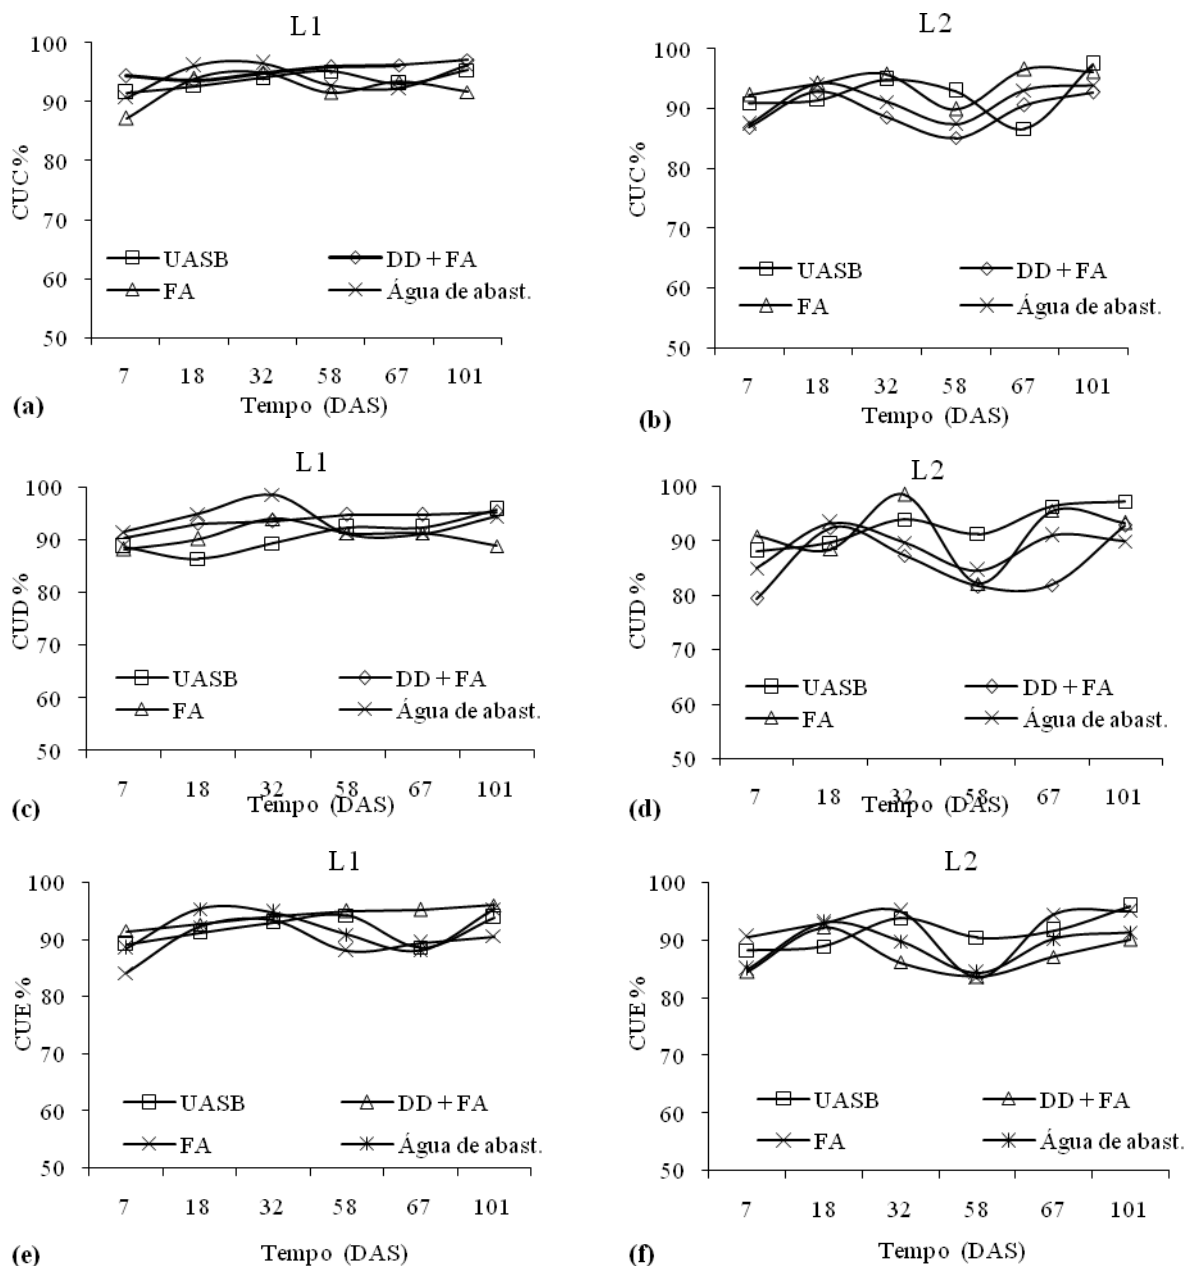 L1
100
90
80
70
60
50
CUC %
UASB
DD + FA
FA
Água de abast.
7 18 32 58 67 101
Tempo (DAS)
(a)
L2
100
90
80
70
60
50
CUC %
UASB
DD + FA
FA
Água de abast.
7 18 32 58 67 101
Tempo (DAS)
(b)
L1
100
90
80
70
60
50
CUD %
UASB
DD + FA
FA
Água de abast.
7 18 32 58 67 101
Tempo (DAS)
(c)
L2
100
90
80
70
60
50
CUD %
UASB
DD + FA
FA
Água de abast.
7 18 32 58 67 101
Tempo (DAS)
(d)
L1
100
90
80
70
60
50
CUE %
UASB
DD + FA
FA
Água de abast.
7 18 32 58 67 101
Tempo (DAS)
(e)
L2
100
90
80
70
60
50
CUE %
UASB
DD + FA
FA
Água de abast.
7 18 32 58 67 101
Tempo (DAS)
(f)